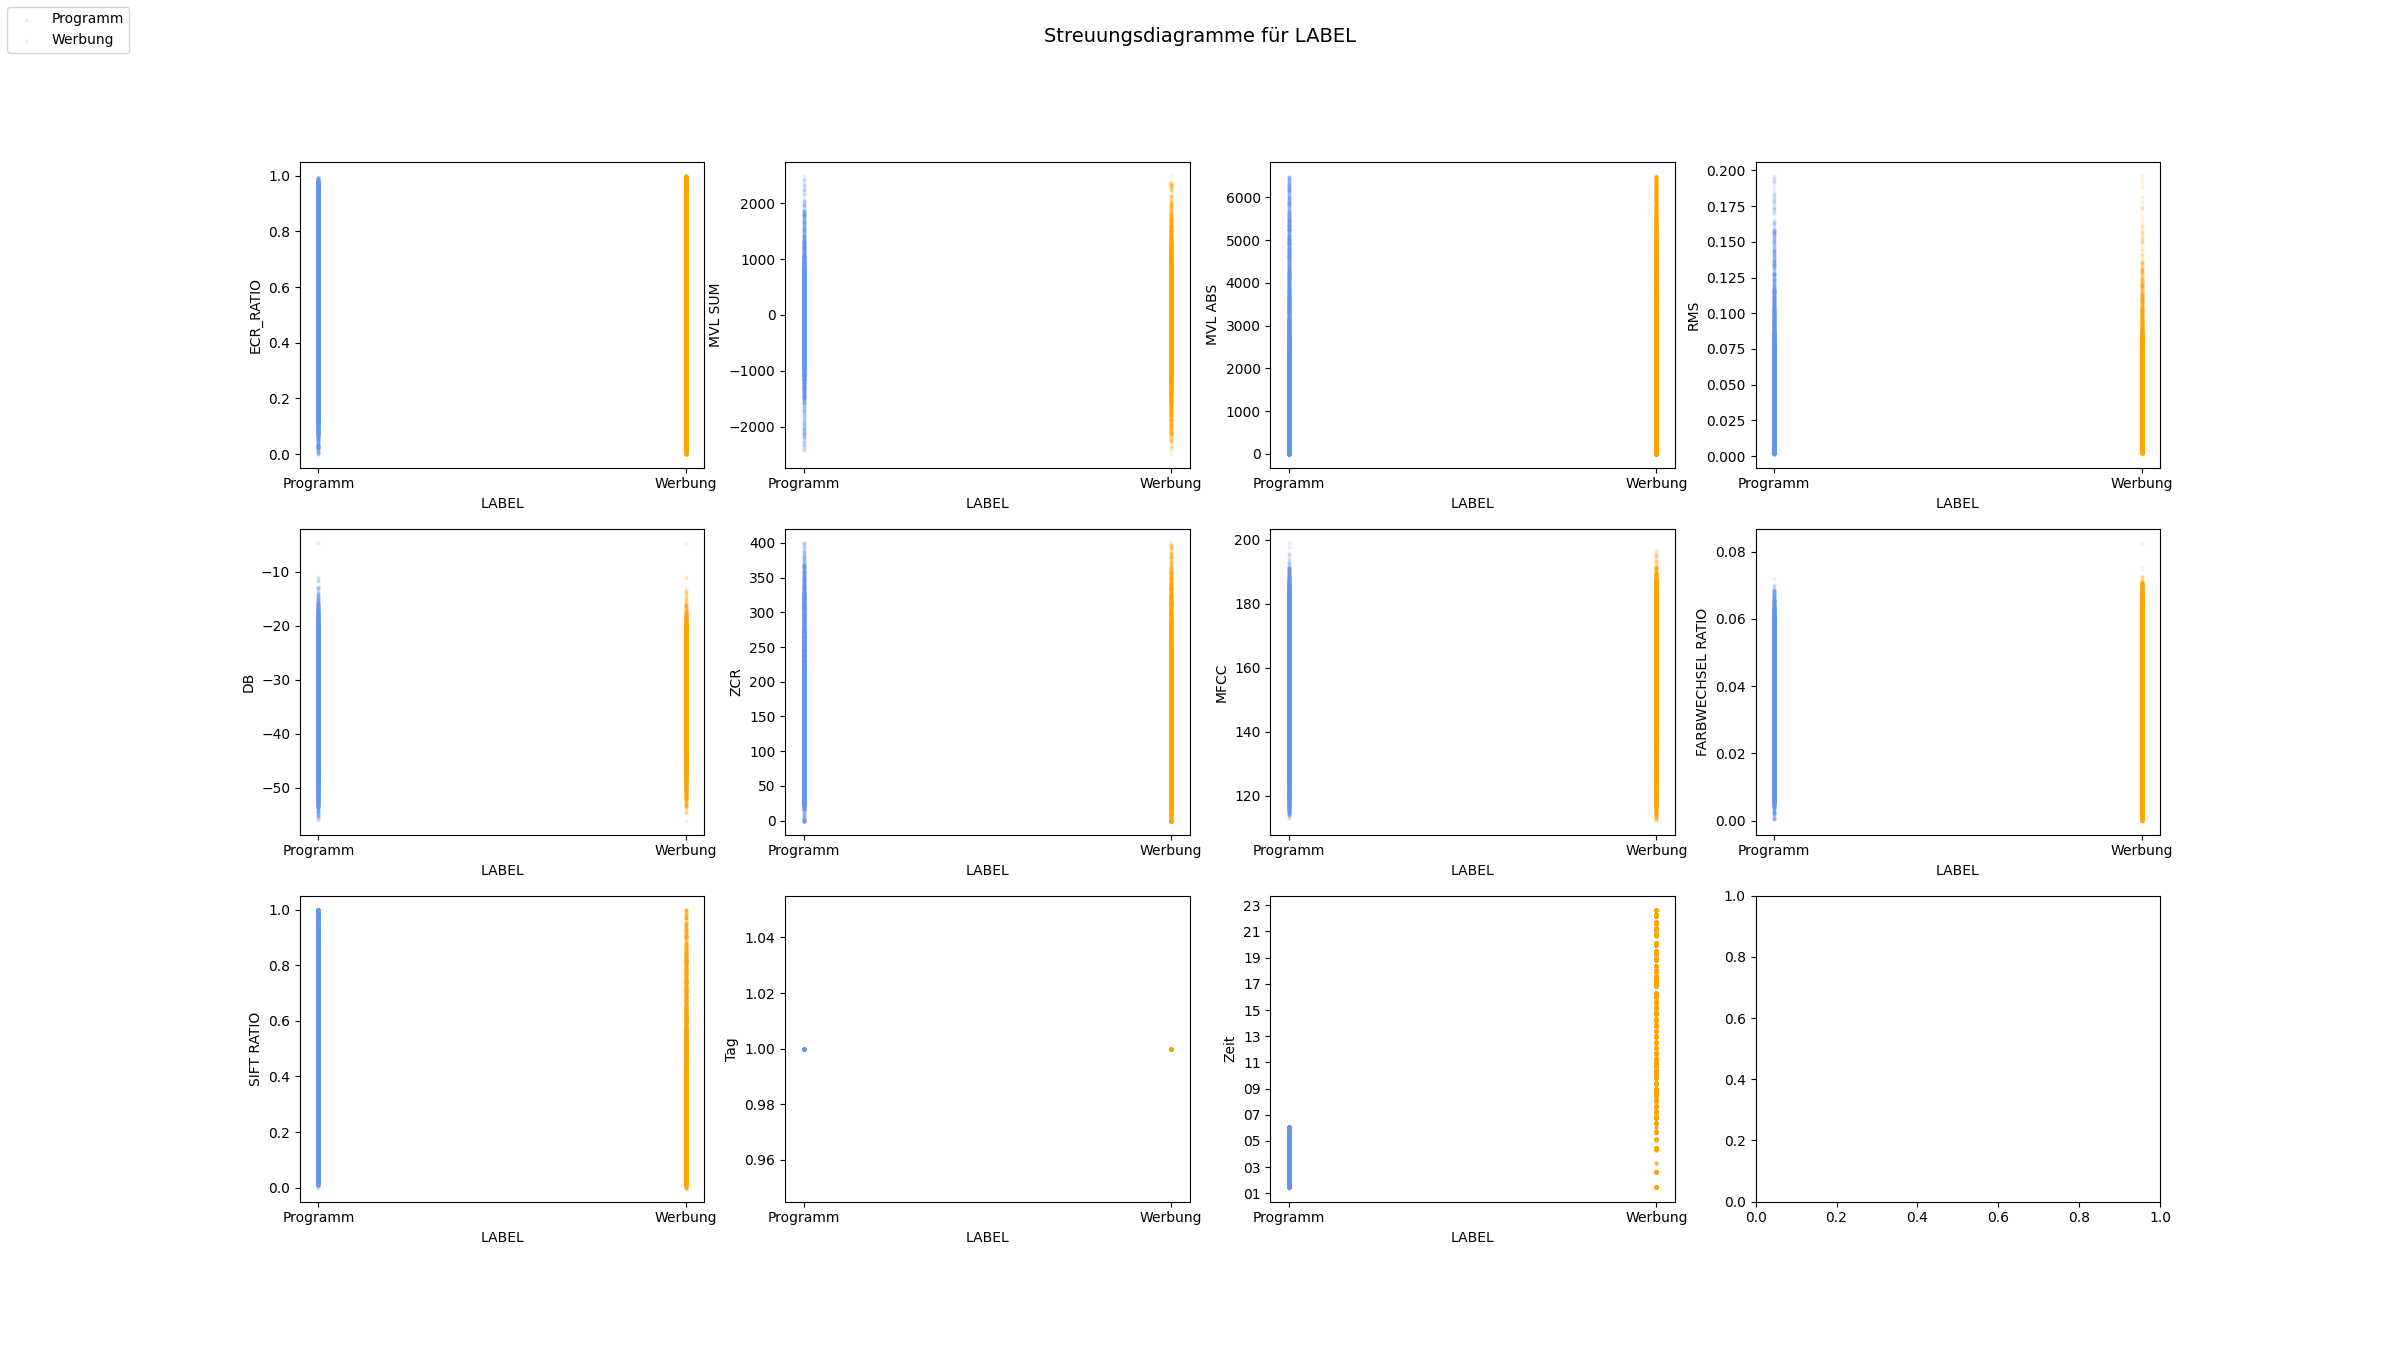 Programm
Werbung
Streuungsdiagramme für LABEL
ECR_RATIO
1.0
0.8
0.6
0.4
0.2
0.0
Programm Werbung
LABEL
MVL SUM
2000
1000
0
−1000
−2000
Programm Werbung
LABEL
MVL ABS
6000
5000
4000
3000
2000
1000
0
Programm Werbung
LABEL
RMS
0.200
0.175
0.150
0.125
0.100
0.075
0.050
0.025
0.000
Programm Werbung
LABEL
DB
−10
−20
−30
−40
−50
Programm Werbung
LABEL
ZCR
400
350
300
250
200
150
100
50
0
Programm Werbung
LABEL
MFCC
200
180
160
140
120
Programm Werbung
LABEL
FARBWECHSEL RATIO
0.08
0.06
0.04
0.02
0.00
Programm Werbung
LABEL
SIFT RATIO
1.0
0.8
0.6
0.4
0.2
0.0
Programm Werbung
LABEL
Tag
1.04
1.02
1.00
0.98
0.96
Programm Werbung
LABEL
Zeit
23
21
19
17
15
13
11
09
07
05
03
01
Programm Werbung
LABEL
1.0
0.8
0.6
0.4
0.2
0.0
0.0 0.2 0.4 0.6 0.8 1.0